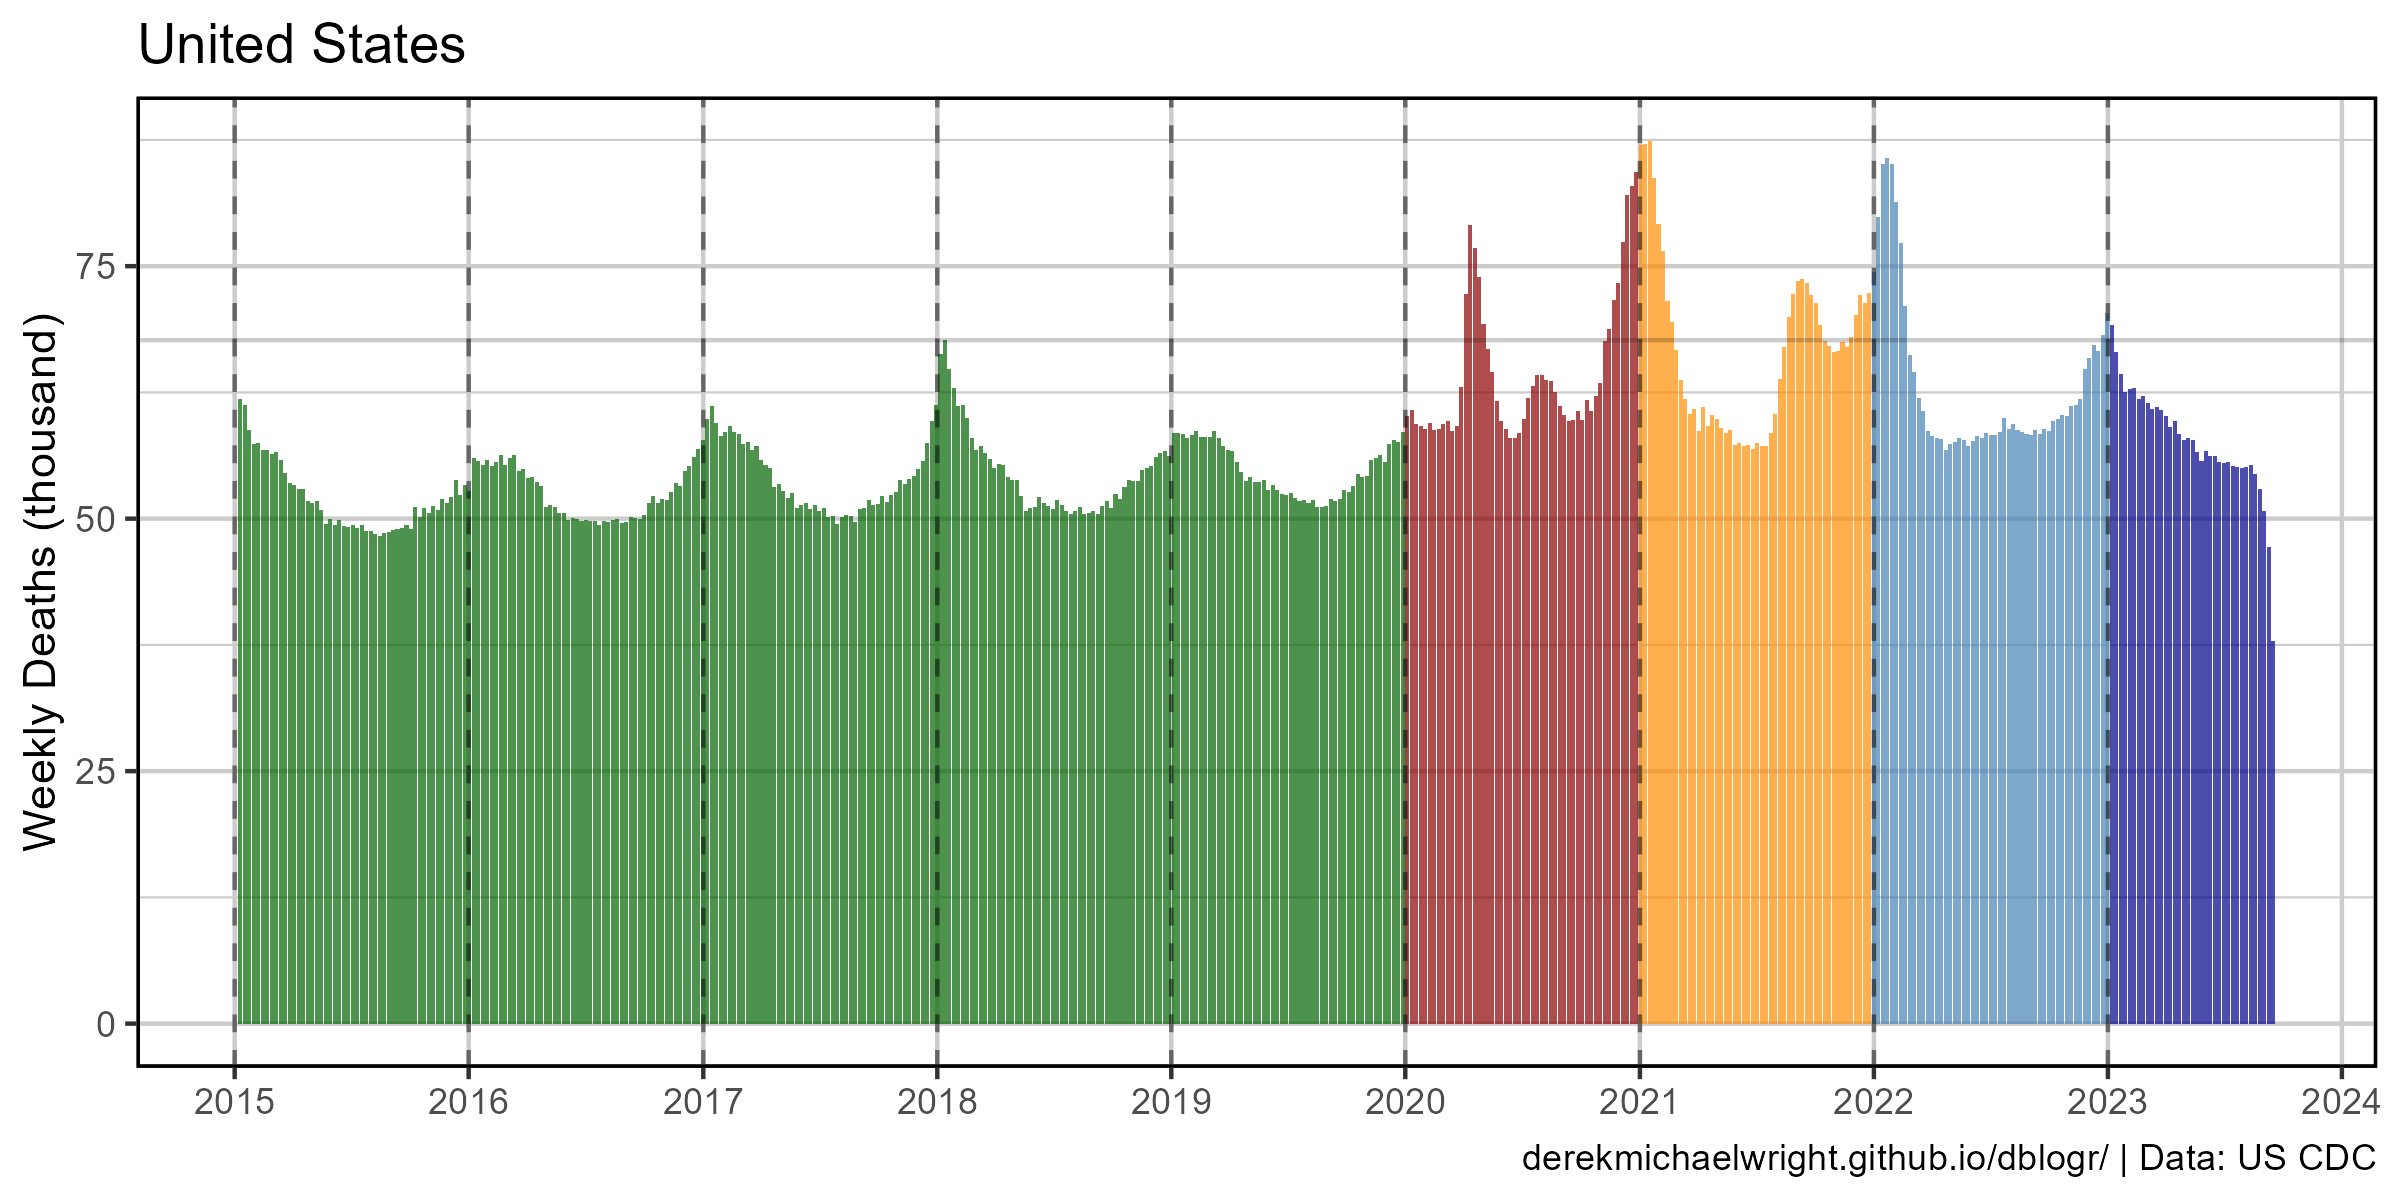 United States
Weekly Deaths (thousand)
75
50
25
0
2015 2016 2017 2018 2019 2020 2021 2022 2023 2024
derekmichaelwright.github.io/dblogr/ | Data: US CDC